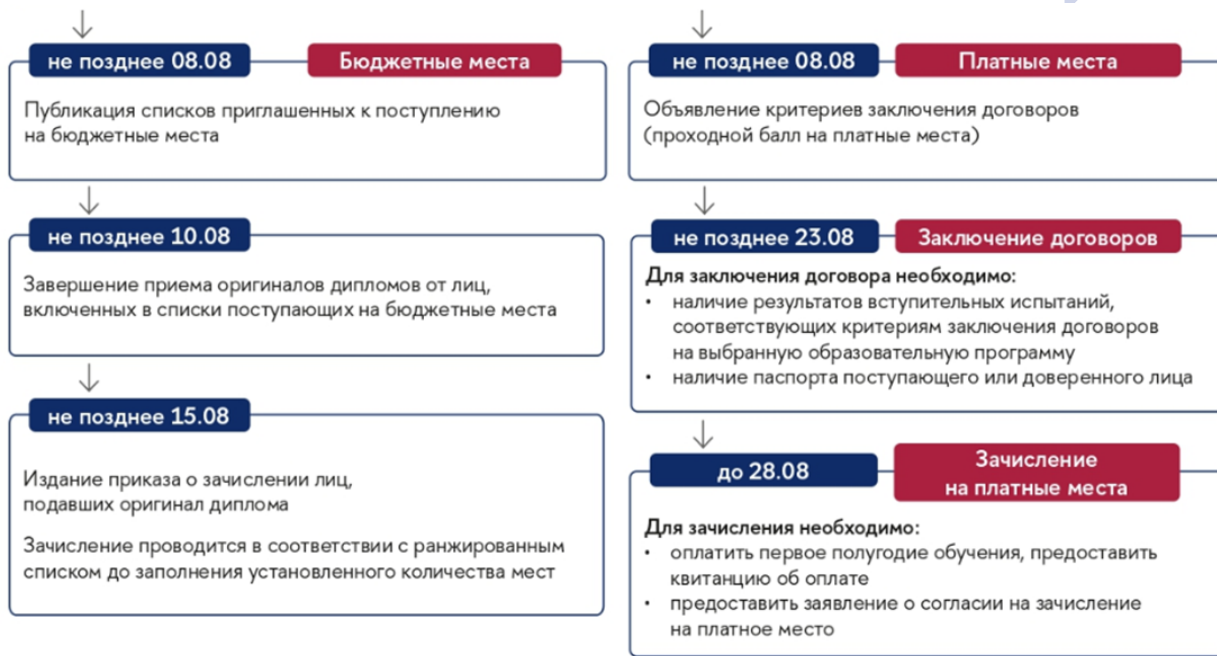 не позднее 08.08
Бюджетные места
Публикация списков приглашенных к поступлению
на бюджетные места
не позднее 10.08
Завершение приема оригиналов дипломов от лиц,
включенных в списки поступающих на бюджетные места
не позднее 15.08
Издание приказа о зачислении лиц,
подавших оригинал диплома
Зачисление проводится в соответствии с ранжированным
списком до заполнения установленного количества мест
не позднее 08.08
Платные места
Объявление критериев заключения договоров
(проходной балл на платные места)
не позднее 23.08
Заключение договоров
Для заключения договора необходимо:
• наличие результатов вступительных испытаний,
соответствующих критериям заключения договоров
на выбранную образовательную программу
• наличие паспорта поступающего или доверенного лица
до 28.08
Зачисление
на платные места
Для зачисления необходимо:
• оплатить первое полугодие обучения, предоставить
квитанцию об оплате
• предоставить заявление о согласии на зачисление
на платное место